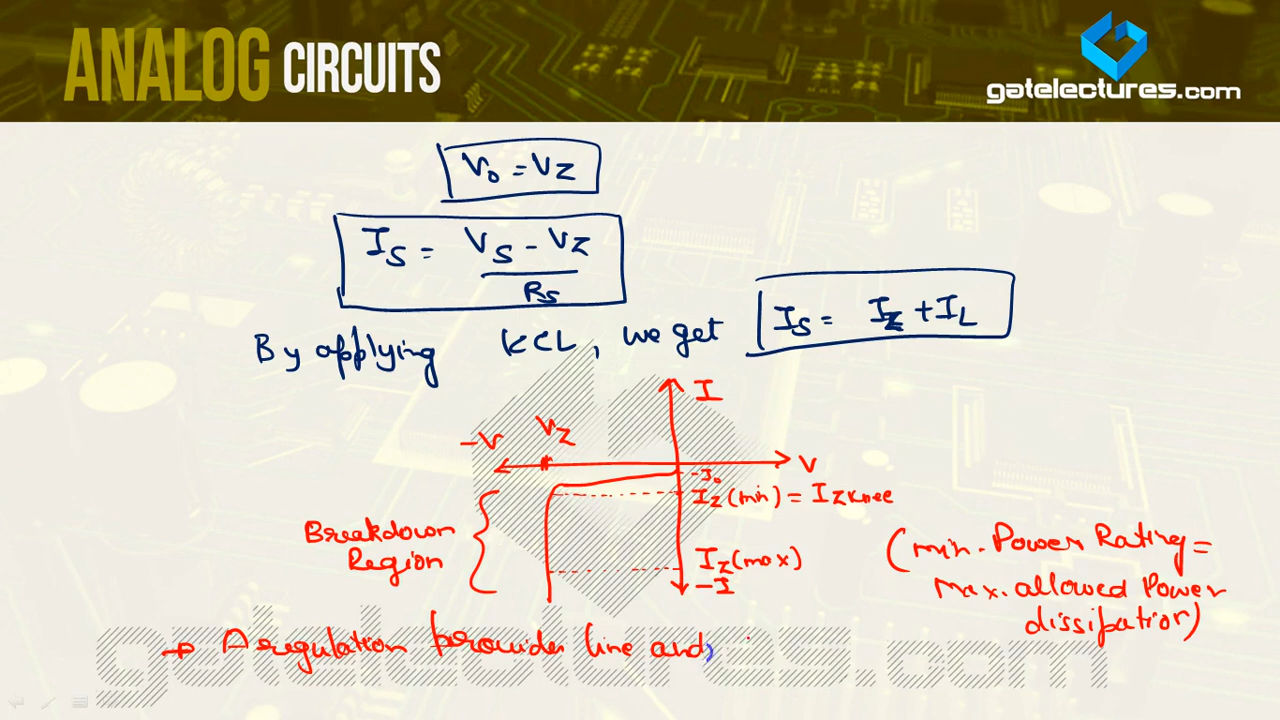 ANALOG CIRCUITS
gatelectures.com
V₀ = VZ
IS = VS - VZ / RS
By applying KCL, we get IS = IZ + IL
I
VZ
-V
V
-I₀
IZ(min) = IZKnee
Breakdown
Region
IZ(max)
-I
(min. Power Rating =
Max. allowed Power
dissipation)
→ A regulation provides line and
gatelectures.com